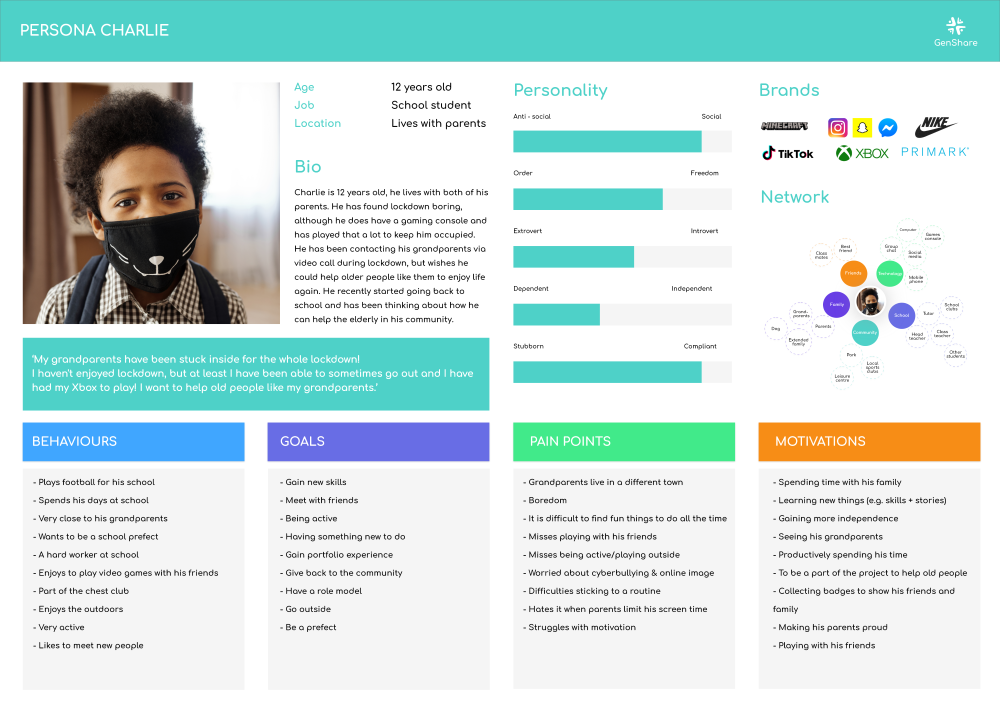 PERSONA CHARLIE
GenShare
Age 12 years old
Job School student
Location Lives with parents
Bio
Charlie is 12 years old, he lives with both of his
parents. He has found lockdown boring,
although he does have a gaming console and
has played that a lot to keep him occupied.
He has been contacting his grandparents via
video call during lockdown, but wishes he
could help older people like them to enjoy life
again. He recently started going back to
school and has been thinking about how he
can help the elderly in his community.
'My grandparents have been stuck inside for the whole lockdown!
I haven't enjoyed lockdown, but at least I have been able to sometimes go out and I have
had my Xbox to play! I want to help old people like my grandparents.'
Personality
Anti - social Social
Order Freedom
Extrovert Introvert
Dependent Independent
Stubborn Compliant
Brands
MINECRAFT
NIKE
TikTok
XBOX
PRIMARK
Network
Computer
Games
console
Group
chat
Social
media
Mobile
phone
Technology
Best
friend
Class
mates
Friends
Family
Grand-
parents
Parents
Dog
Extended
family
School
Tutor
School
clubs
Head
teacher
Class
teacher
Other
students
Community
Park
Local
sports
clubs
Leisure
centre
BEHAVIOURS
- Plays football for his school
- Spends his days at school
- Very close to his grandparents
- Wants to be a school prefect
- A hard worker at school
- Enjoys to play video games with his friends
- Part of the chest club
- Enjoys the outdoors
- Very active
- Likes to meet new people
GOALS
- Gain new skills
- Meet with friends
- Being active
- Having something new to do
- Gain portfolio experience
- Give back to the community
- Have a role model
- Go outside
- Be a prefect
PAIN POINTS
- Grandparents live in a different town
- Boredom
- It is difficult to find fun things to do all the time
- Misses playing with his friends
- Misses being active/playing outside
- Worried about cyberbullying & online image
- Difficulties sticking to a routine
- Hates it when parents limit his screen time
- Struggles with motivation
MOTIVATIONS
- Spending time with his family
- Learning new things (e.g. skills + stories)
- Gaining more independence
- Seeing his grandparents
- Productively spending his time
- To be a part of the project to help old people
- Collecting badges to show his friends and
family
- Making his parents proud
- Playing with his friends